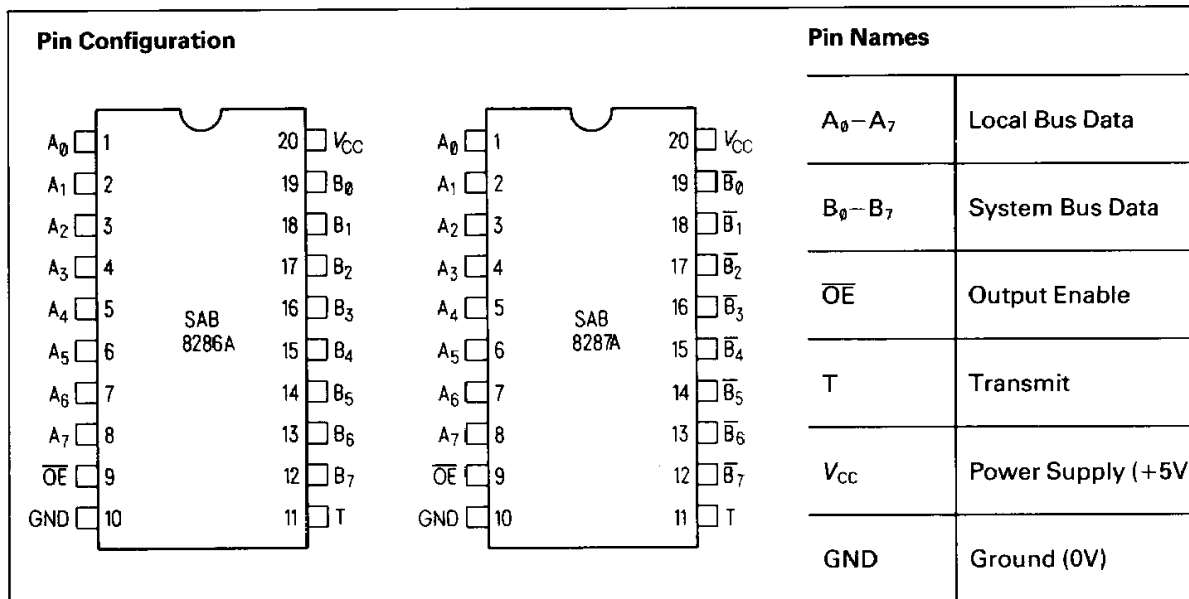 Pin Configuration
A₀ 1 20 V_CC
A₁ 2 19 B₀
A₂ 3 18 B₁
A₃ 4 17 B₂
A₄ 5 16 B₃
SAB
8286A
A₅ 6 15 B₄
A₆ 7 14 B₅
A₇ 8 13 B₆
O̅E̅ 9 12 B₇
GND 10 11 T
A₀ 1 20 V_CC
A₁ 2 19 B̅₀
A₂ 3 18 B̅₁
A₃ 4 17 B̅₂
A₄ 5 16 B̅₃
SAB
8287A
A₅ 6 15 B̅₄
A₆ 7 14 B̅₅
A₇ 8 13 B̅₆
O̅E̅ 9 12 B̅₇
GND 10 11 T
Pin Names
A₀–A₇ Local Bus Data
B₀–B₇ System Bus Data
O̅E̅ Output Enable
T Transmit
V_CC Power Supply (+5V
GND Ground (0V)